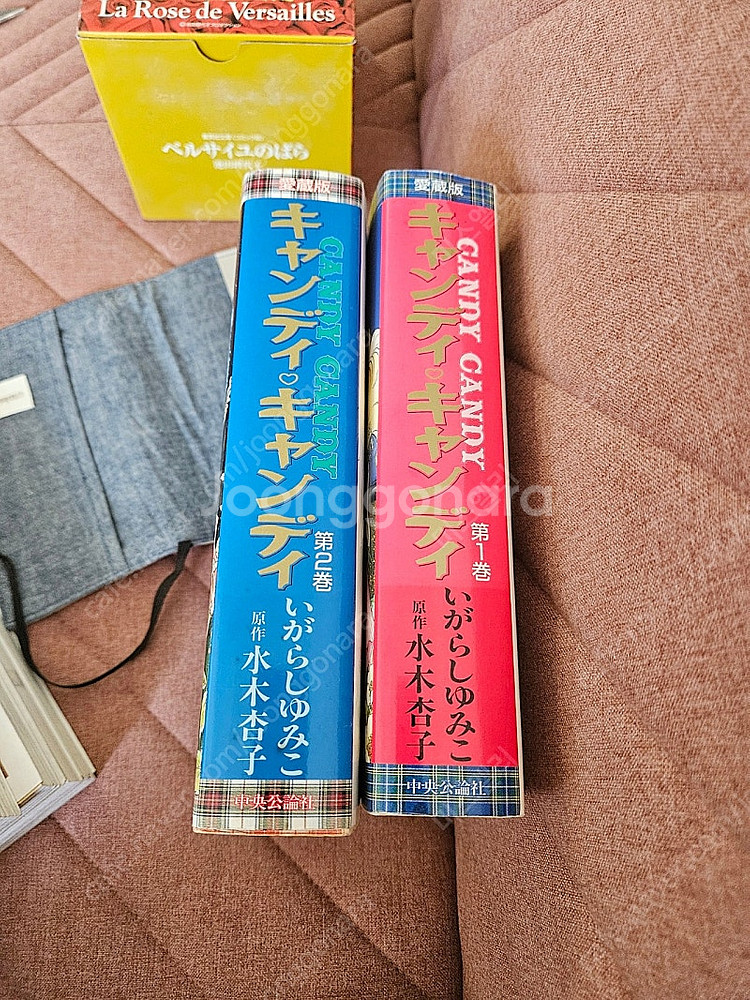 La Rose de Versailles
ベルサイユのばら
愛蔵版
キャンディ♡キャンディ
CANDY CANDY
第2巻
いがらしゆみこ
原作 水木杏子
中央公論社
愛蔵版
キャンディ♡キャンディ
CANDY CANDY
第1巻
いがらしゆみこ
原作 水木杏子
中央公論社
Joonggonara